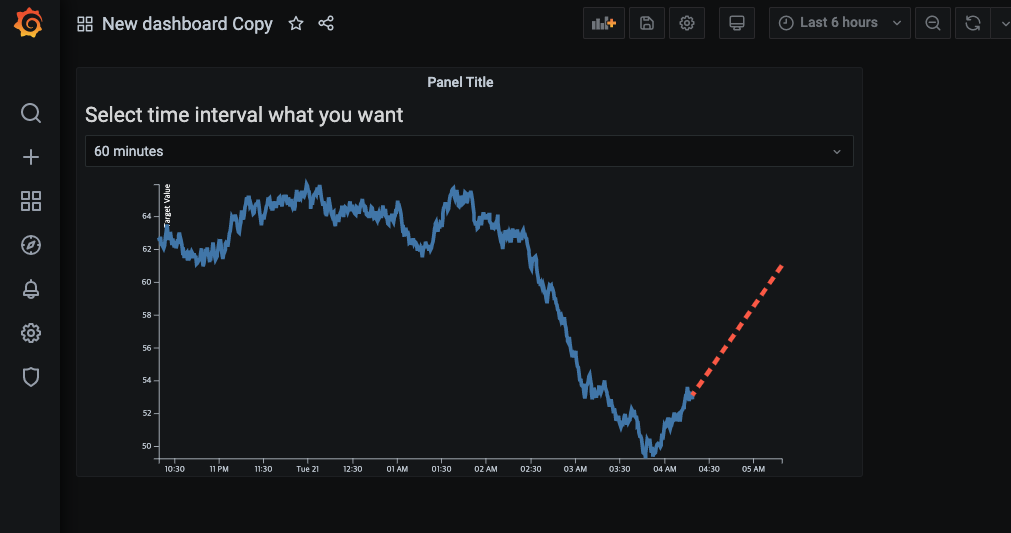 New dashboard Copy
Last 6 hours
Panel Title
Select time interval what you want
60 minutes
Target Value
64
62
60
58
56
54
52
50
10:30 11 PM 11:30 Tue 21 12:30 01 AM 01:30 02 AM 02:30 03 AM 03:30 04 AM 04:30 05 AM